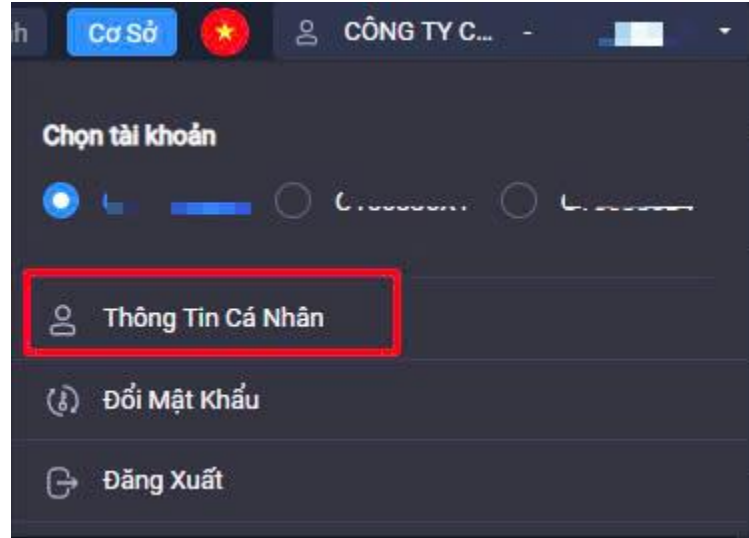 h Cơ Sở CÔNG TY C... -
Chọn tài khoản
Thông Tin Cá Nhân
Đổi Mật Khẩu
Đăng Xuất